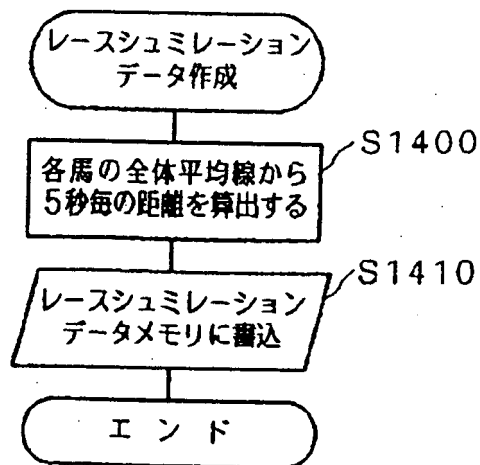 レースシュミレーション
データ作成
S1400
各馬の全体平均線から
5秒毎の距離を算出する
S1410
レースシュミレーション
データメモリに書込
エンド